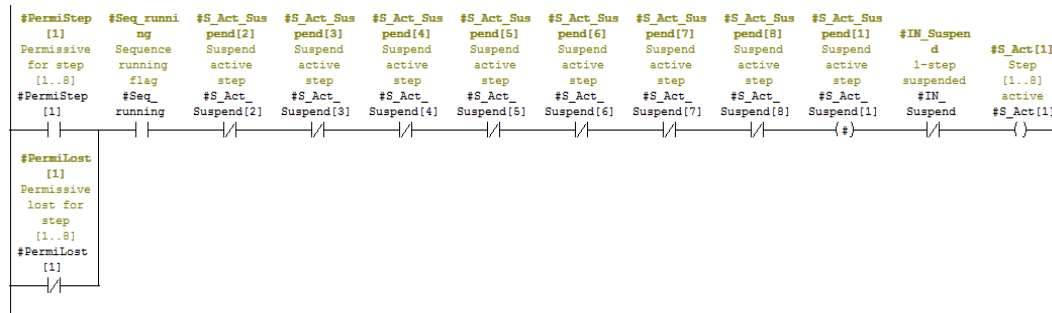 #PermiStep #Seq_runni #S_Act_Sus #S_Act_Sus #S_Act_Sus #S_Act_Sus #S_Act_Sus #S_Act_Sus #S_Act_Sus #S_Act_Sus
[1] ng pend[2] pend[3] pend[4] pend[5] pend[6] pend[7] pend[8] pend[1] #IN_Suspen
Permissive Sequence Suspend Suspend Suspend Suspend Suspend Suspend Suspend Suspend d #S_Act[1]
for step running active active active active active active active active 1-step Step
[1..8] flag step step step step step step step step suspended [1..8]
#PermiStep #Seq_ #S_Act_ #S_Act_ #S_Act_ #S_Act_ #S_Act_ #S_Act_ #S_Act_ #S_Act_ #IN_ active
[1] running Suspend[2] Suspend[3] Suspend[4] Suspend[5] Suspend[6] Suspend[7] Suspend[8] Suspend[1] Suspend #S_Act[1]
(#) ( )
#PermiLost
[1]
Permissive
lost for
step
[1..8]
#PermiLost
[1]